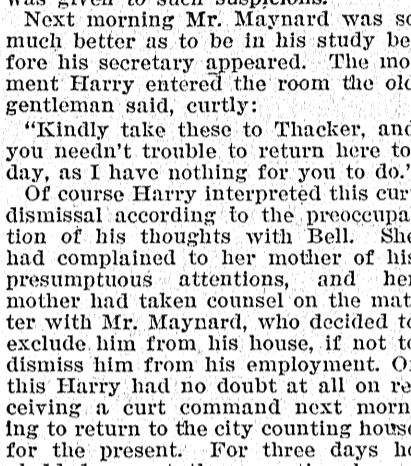 was given to such suspicions.
Next morning Mr. Maynard was so
much better as to be in his study be
fore his secretary appeared. The mo
ment Harry entered the room the old
gentleman said, curtly:
"Kindly take these to Thacker, and
you needn't trouble to return here to
day, as I have nothing for you to do.'
Of course Harry interpreted this cur
dismissal according to the preoccupa
tion of his thoughts with Bell. She
had complained to her mother of his
presumptuous attentions, and her
mother had taken counsel on the mat
ter with Mr. Maynard, who decided to
exclude him from his house, if not to
dismiss him from his employment. O
this Harry had no doubt at all on re
ceiving a curt command next morn
ing to return to the city counting house
for the present. For three days he